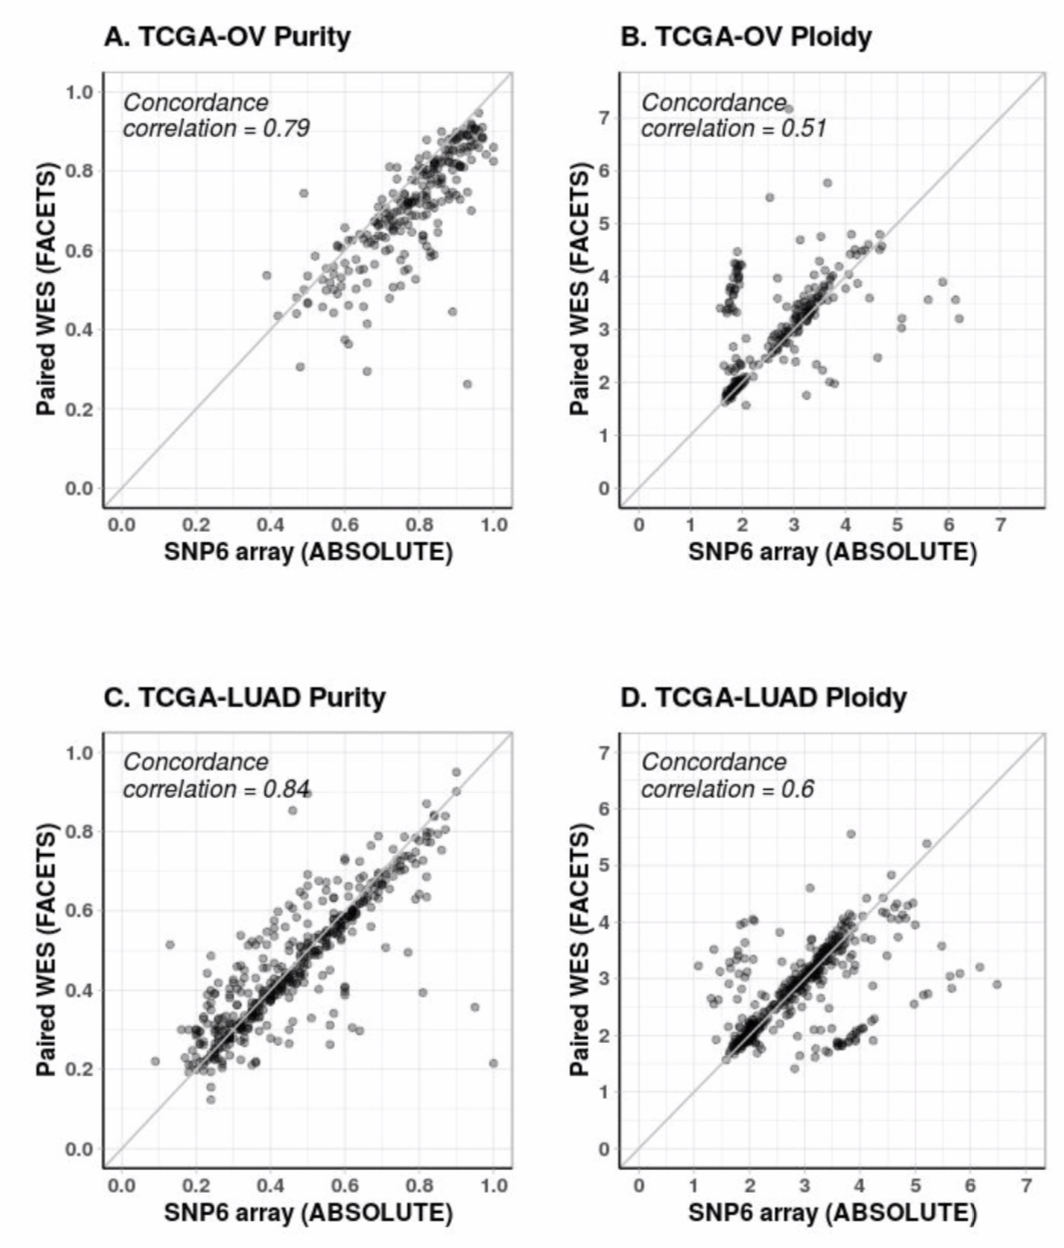 A. TCGA-OV Purity
Concordance
correlation = 0.79
1.0
0.8
0.6
0.4
0.2
0.0
0.0 0.2 0.4 0.6 0.8 1.0
Paired WES (FACETS)
SNP6 array (ABSOLUTE)
B. TCGA-OV Ploidy
Concordance
correlation = 0.51
7
6
5
4
3
2
1
0
0 1 2 3 4 5 6 7
Paired WES (FACETS)
SNP6 array (ABSOLUTE)
C. TCGA-LUAD Purity
Concordance
correlation = 0.84
1.0
0.8
0.6
0.4
0.2
0.0
0.0 0.2 0.4 0.6 0.8 1.0
Paired WES (FACETS)
SNP6 array (ABSOLUTE)
D. TCGA-LUAD Ploidy
Concordance
correlation = 0.6
7
6
5
4
3
2
1
0
0 1 2 3 4 5 6 7
Paired WES (FACETS)
SNP6 array (ABSOLUTE)